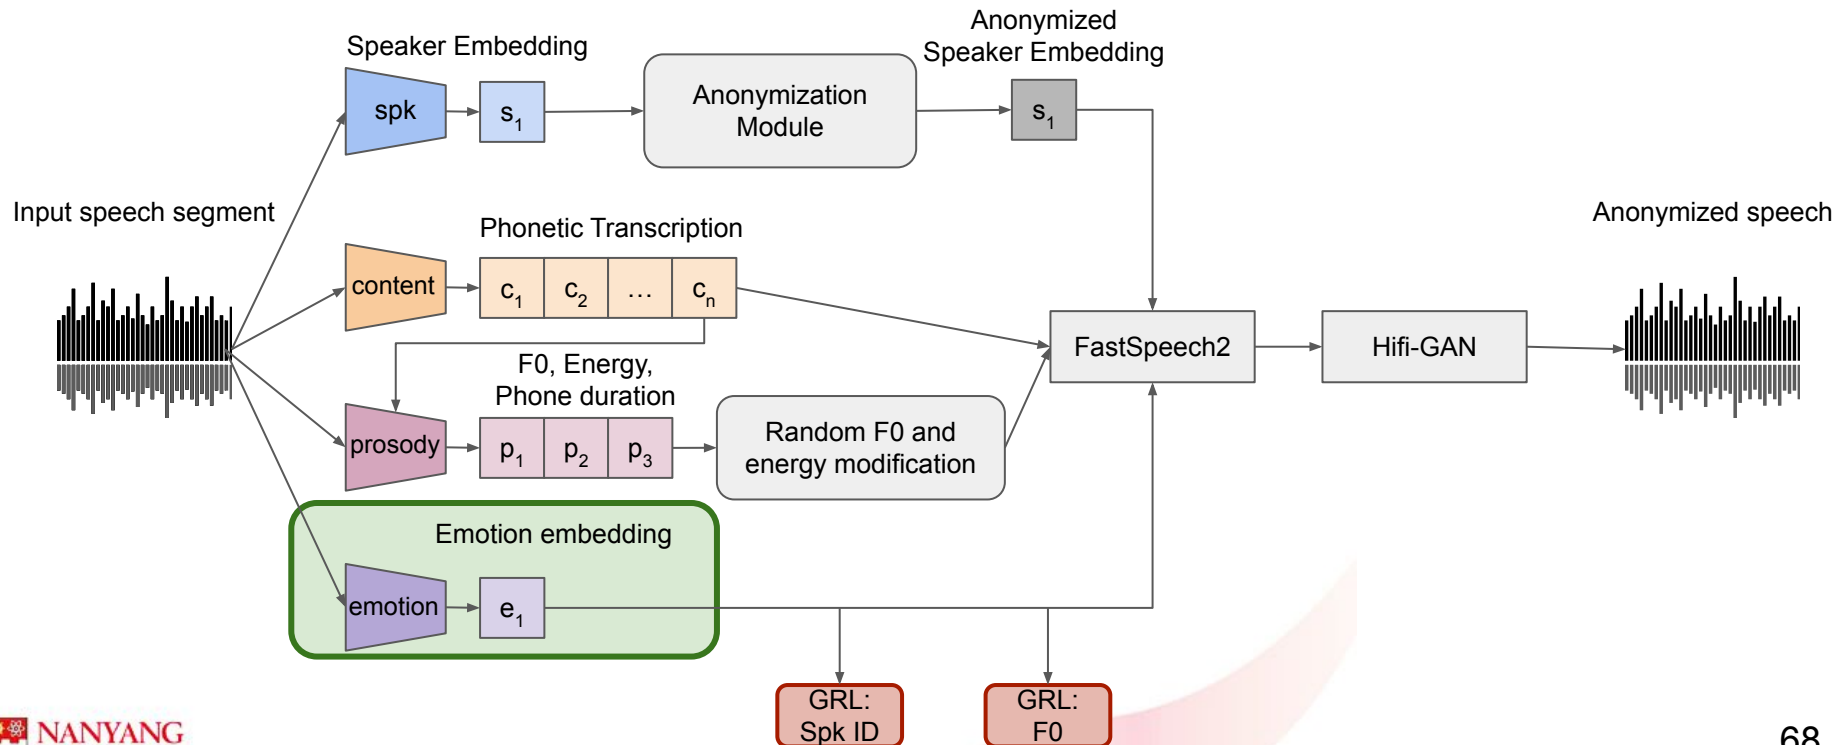 Speaker Embedding
Anonymized
Speaker Embedding
spk
s1
Anonymization
Module
s1
Input speech segment
Anonymized speech
Phonetic Transcription
content
c1 c2 … cn
F0, Energy,
Phone duration
FastSpeech2
Hifi-GAN
prosody
p1 p2 p3
Random F0 and
energy modification
Emotion embedding
emotion
e1
GRL:
Spk ID
GRL:
F0
NANYANG
68